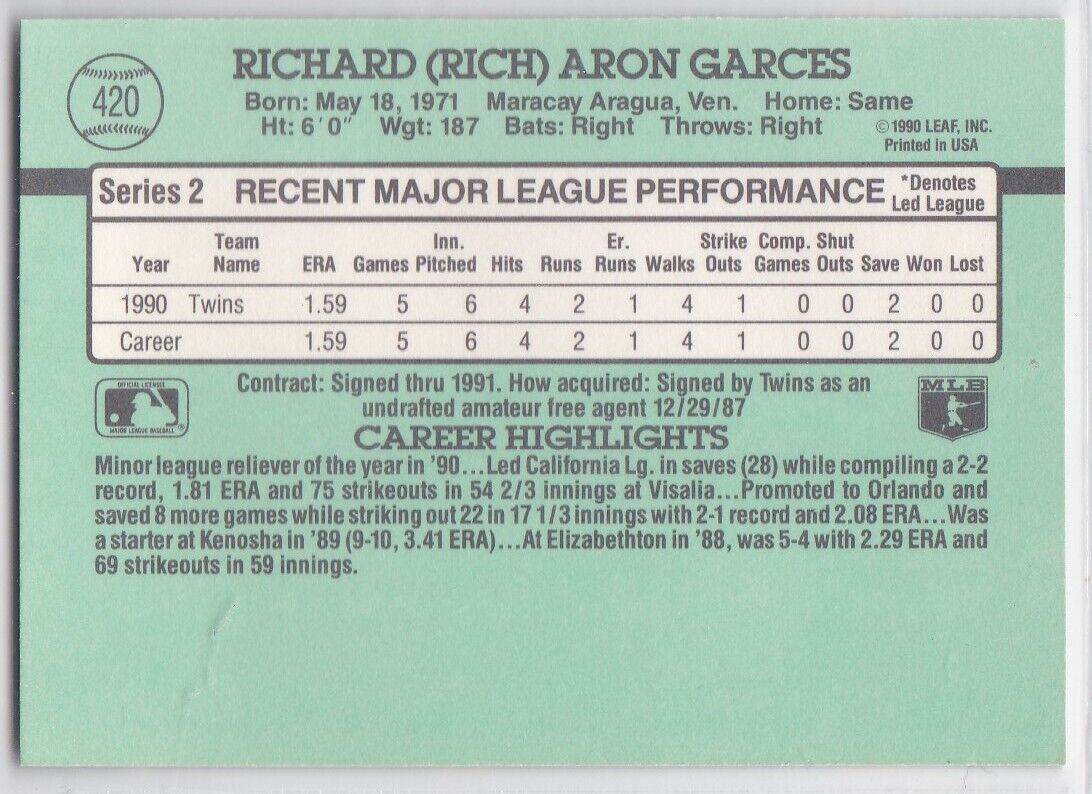 420
RICHARD (RICH) ARON GARCES
Born: May 18, 1971 Maracay Aragua, Ven. Home: Same
Ht: 6'0" Wgt: 187 Bats: Right Throws: Right
©1990 LEAF, INC.
Printed in USA
Series 2 RECENT MAJOR LEAGUE PERFORMANCE *Denotes Led League
Year Team Name ERA Games Inn. Pitched Hits Runs Er. Runs Walks Strike Outs Comp. Games Shut Outs Save Won Lost
1990 Twins 1.59 5 6 4 2 1 4 1 0 0 2 0 0
Career 1.59 5 6 4 2 1 4 1 0 0 2 0 0
OFFICIAL LICENSEE
MAJOR LEAGUE BASEBALL
Contract: Signed thru 1991. How acquired: Signed by Twins as an
undrafted amateur free agent 12/29/87
MLB
CAREER HIGHLIGHTS
Minor league reliever of the year in '90...Led California Lg. in saves (28) while compiling a 2-2
record, 1.81 ERA and 75 strikeouts in 54 2/3 innings at Visalia...Promoted to Orlando and
saved 8 more games while striking out 22 in 17 1/3 innings with 2-1 record and 2.08 ERA...Was
a starter at Kenosha in '89 (9-10, 3.41 ERA)...At Elizabethton in '88, was 5-4 with 2.29 ERA and
69 strikeouts in 59 innings.